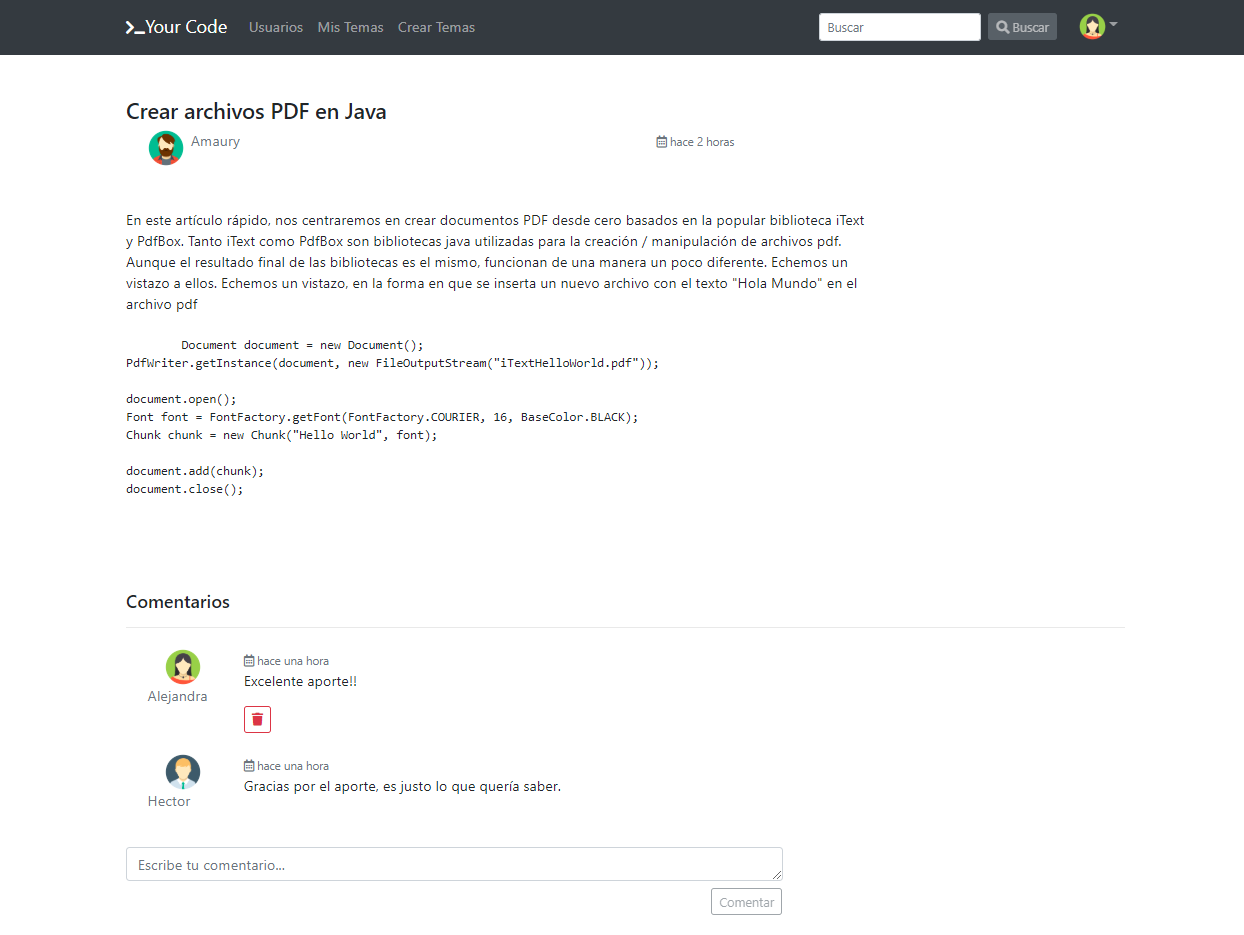 >_Your Code Usuarios Mis Temas Crear Temas Buscar Buscar
Crear archivos PDF en Java
Amaury hace 2 horas
En este artículo rápido, nos centraremos en crear documentos PDF desde cero basados en la popular biblioteca iText
y PdfBox. Tanto iText como PdfBox son bibliotecas java utilizadas para la creación / manipulación de archivos pdf.
Aunque el resultado final de las bibliotecas es el mismo, funcionan de una manera un poco diferente. Echemos un
vistazo a ellos. Echemos un vistazo, en la forma en que se inserta un nuevo archivo con el texto "Hola Mundo" en el
archivo pdf
Document document = new Document();
PdfWriter.getInstance(document, new FileOutputStream("iTextHelloWorld.pdf"));
document.open();
Font font = FontFactory.getFont(FontFactory.COURIER, 16, BaseColor.BLACK);
Chunk chunk = new Chunk("Hello World", font);
document.add(chunk);
document.close();
Comentarios
hace una hora
Excelente aporte!!
Alejandra
hace una hora
Gracias por el aporte, es justo lo que quería saber.
Hector
Escribe tu comentario...
Comentar